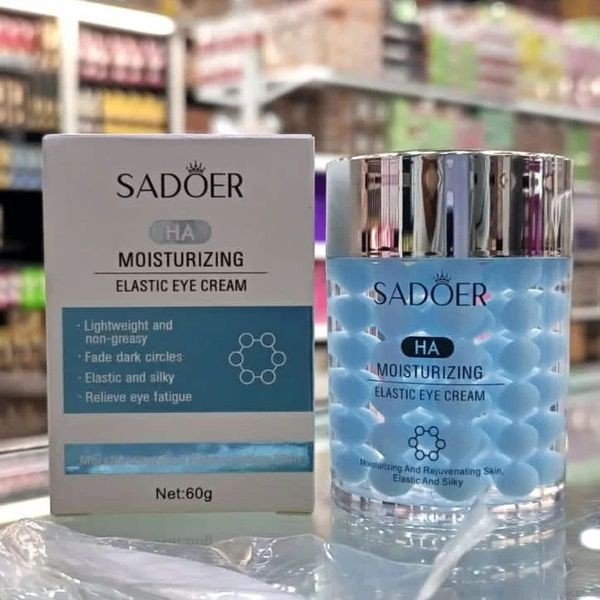 SADOER
HA
MOISTURIZING
ELASTIC EYE CREAM
· Lightweight and
non-greasy
· Fade dark circles
· Elastic and silky
· Relieve eye fatigue
Net:60g
SADOER
HA
MOISTURIZING
ELASTIC EYE CREAM
Moisturizing And Rejuvenating Skin,
Elastic And Silky